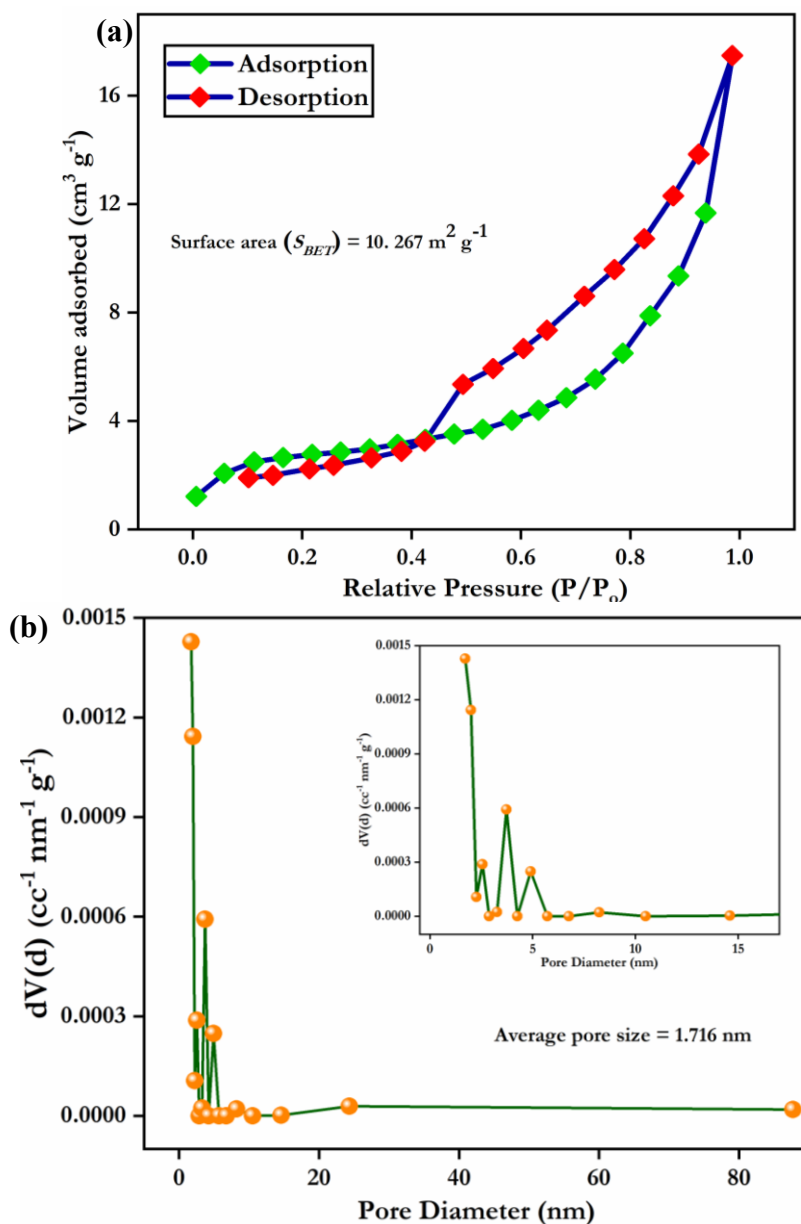 (a)
Adsorption
Desorption
Surface area (S_BET) = 10. 267 m² g⁻¹
Volume adsorbed (cm³ g⁻¹)
16
12
8
4
0
0.0 0.2 0.4 0.6 0.8 1.0
Relative Pressure (P/Pₒ)
(b)
dV(d) (cc⁻¹ nm⁻¹ g⁻¹)
0.0015
0.0012
0.0009
0.0006
0.0003
0.0000
0 20 40 60 80
Pore Diameter (nm)
dV(d) (cc⁻¹ nm⁻¹ g⁻¹)
0.0015
0.0012
0.0009
0.0006
0.0003
0.0000
0 5 10 15
Pore Diameter (nm)
Average pore size = 1.716 nm